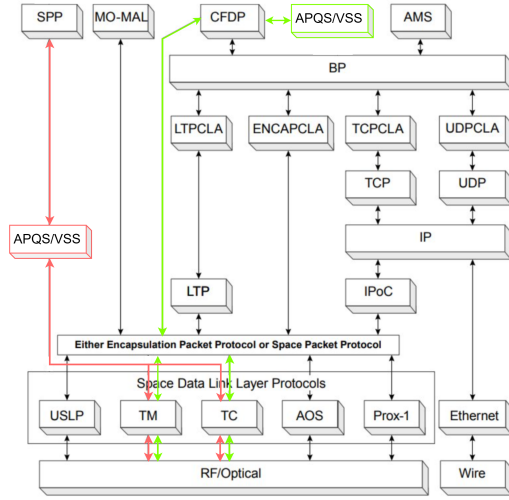 SPP MO-MAL CFDP APQS/VSS AMS
BP
LTPCLA ENCAPCLA TCPCLA UDPCLA
TCP UDP
APQS/VSS IP
LTP IPoC
Either Encapsulation Packet Protocol or Space Packet Protocol
Space Data Link Layer Protocols
USLP TM TC AOS Prox-1 Ethernet
RF/Optical Wire